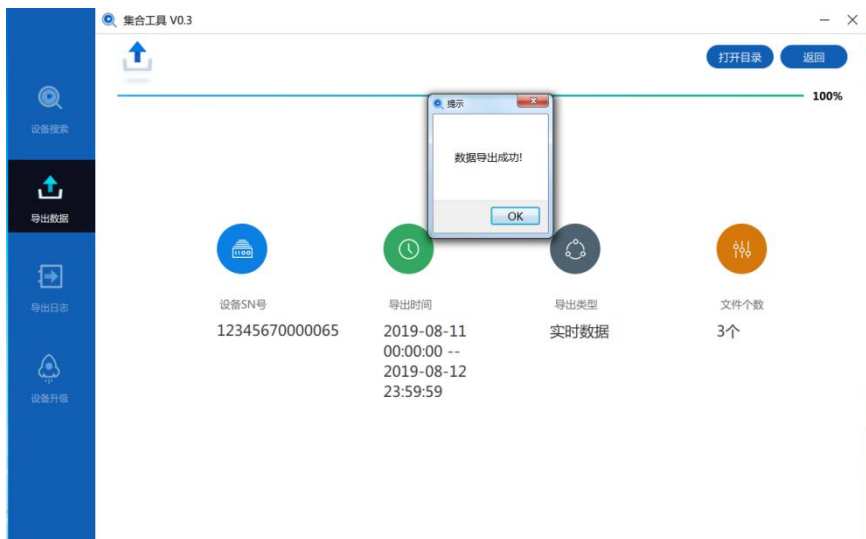 集合工具 V0.3
打开目录
返回
100%
设备搜索
提示
数据导出成功!
OK
导出数据
导出日志
设备升级
设备SN号
12345670000065
导出时间
2019-08-11
00:00:00 --
2019-08-12
23:59:59
导出类型
实时数据
文件个数
3个